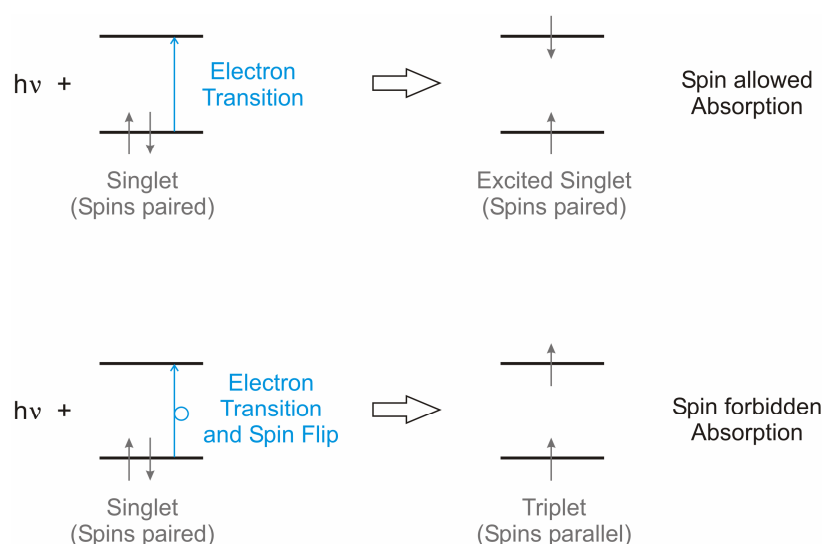 hν +
Electron
Transition
Spin allowed
Absorption
Singlet
(Spins paired)
Excited Singlet
(Spins paired)
hν +
Electron
Transition
and Spin Flip
Spin forbidden
Absorption
Singlet
(Spins paired)
Triplet
(Spins parallel)